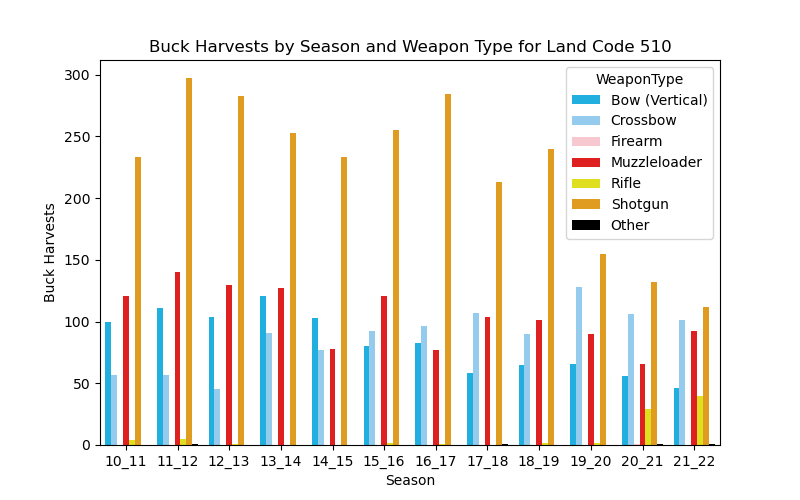 Buck Harvests by Season and Weapon Type for Land Code 510
300
250
200
150
100
50
0
Buck Harvests
WeaponType
Bow (Vertical)
Crossbow
Firearm
Muzzleloader
Rifle
Shotgun
Other
10_11 11_12 12_13 13_14 14_15 15_16 16_17 17_18 18_19 19_20 20_21 21_22
Season